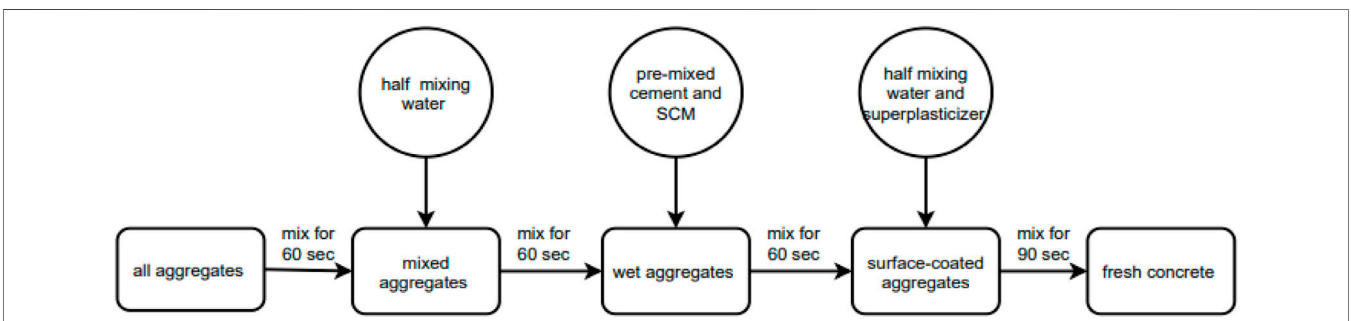 half mixing
water
pre-mixed
cement and
SCM
half mixing
water and
superplasticizer
all aggregates
mix for
60 sec
mixed
aggregates
mix for
60 sec
wet aggregates
mix for
60 sec
surface-coated
aggregates
mix for
90 sec
fresh concrete